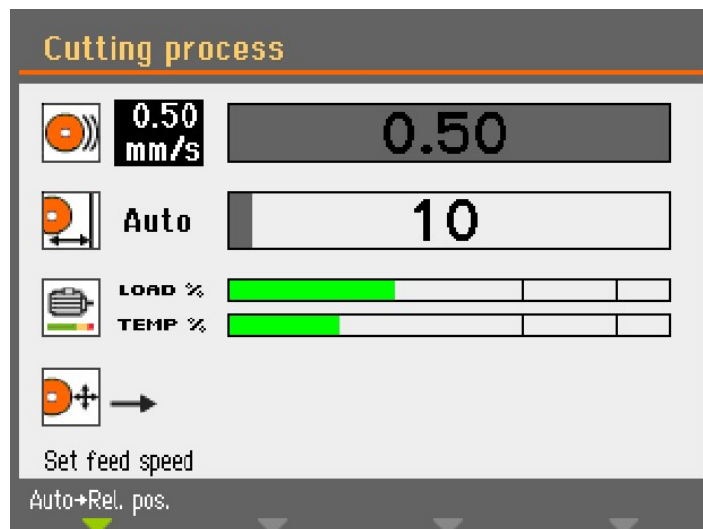 Cutting process
0.50
mm/s
0.50
Auto
10
LOAD %
TEMP %
Set feed speed
Auto→Rel. pos.